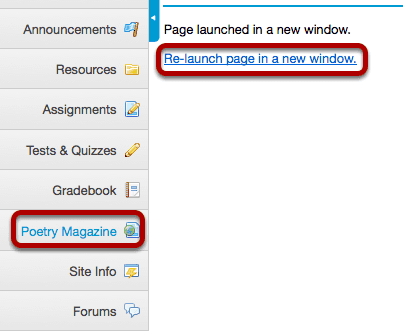 Announcements
Resources
Assignments
Tests & Quizzes
Gradebook
Poetry Magazine
Site Info
Forums
Page launched in a new window.
Re-launch page in a new window.